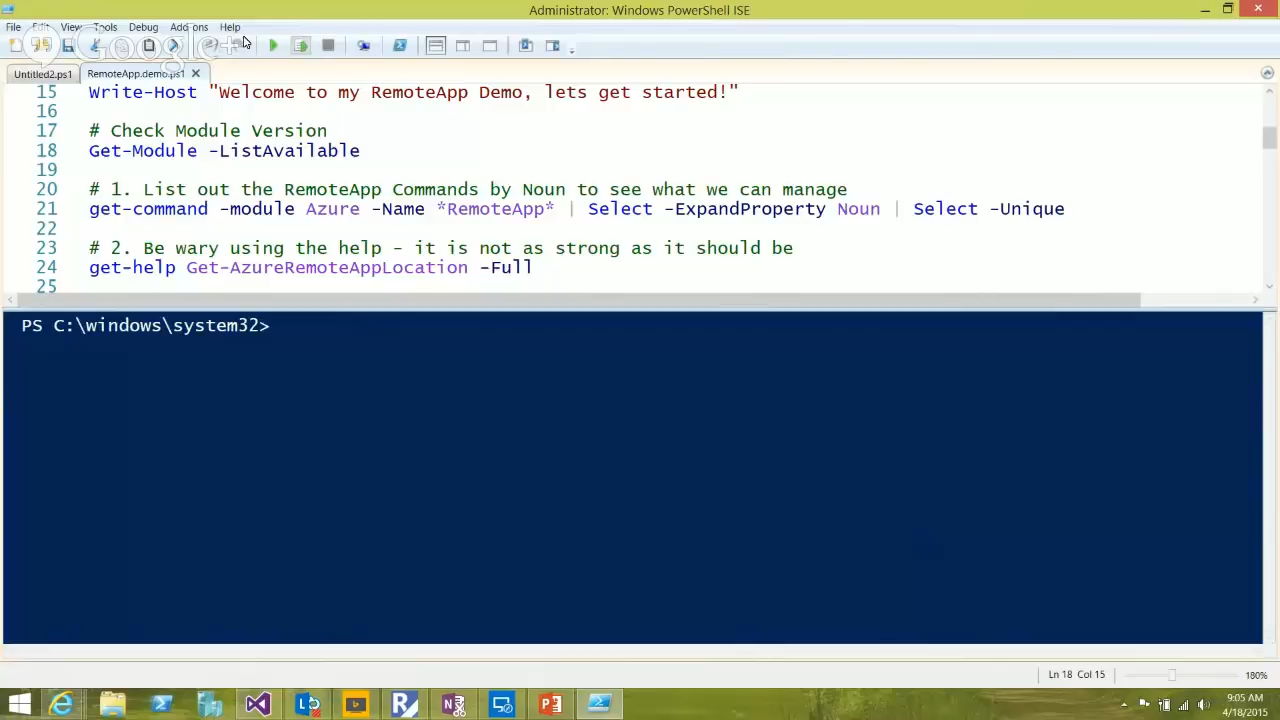 Administrator: Windows PowerShell ISE
File Edit View Tools Debug Add-ons Help
Google+
Untitled2.ps1 RemoteApp.demo.ps1
15 Write-Host "Welcome to my RemoteApp Demo, lets get started!"
16
17 # Check Module Version
18 Get-Module -ListAvailable
19
20 # 1. List out the RemoteApp Commands by Noun to see what we can manage
21 get-command -module Azure -Name *RemoteApp* | Select -ExpandProperty Noun | Select -Unique
22
23 # 2. Be wary using the help - it is not as strong as it should be
24 get-help Get-AzureRemoteAppLocation -Full
25
PS C:\windows\system32>
Ln 18 Col 15 180%
9:05 AM
4/18/2015